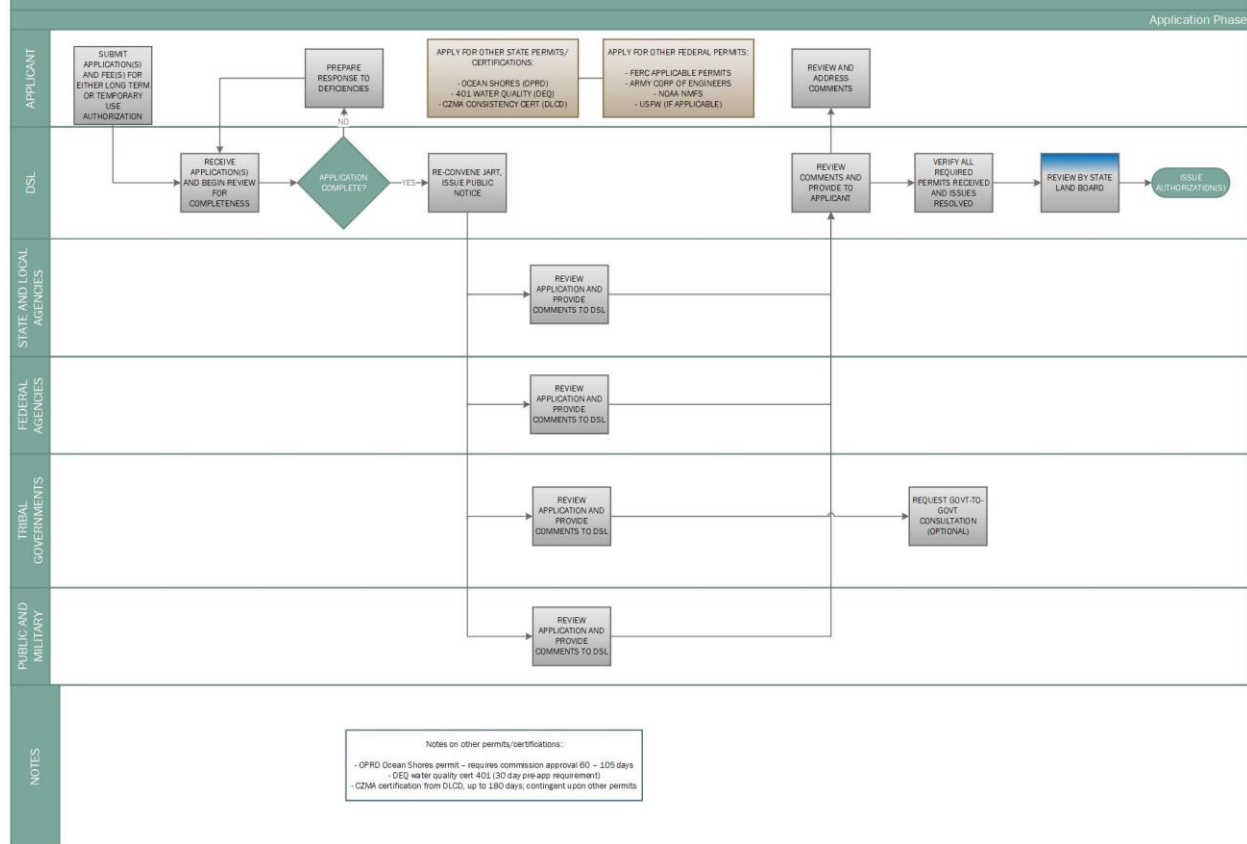 Application Phase
APPLICANT
SUBMIT
APPLICATION(S)
AND FEE(S) FOR
EITHER LONG TERM
OR TEMPORARY
USE
AUTHORIZATION
PREPARE
RESPONSE TO
DEFICIENCIES
APPLY FOR OTHER STATE PERMITS/
CERTIFICATIONS:
- OCEAN SHORES (OPRD)
- 401 WATER QUALITY (DEQ)
- CZMA CONSISTENCY CERT (DLCD)
APPLY FOR OTHER FEDERAL PERMITS:
- FERC APPLICABLE PERMITS
- ARMY CORP OF ENGINEERS
- NOAA NMFS
- USFW (IF APPLICABLE)
REVIEW AND
ADDRESS
COMMENTS
NO
DSL
RECEIVE
APPLICATION(S)
AND BEGIN REVIEW
FOR
COMPLETENESS
APPLICATION
COMPLETE?
YES
RE-CONVENE JART,
ISSUE PUBLIC
NOTICE
REVIEW
COMMENTS AND
PROVIDE TO
APPLICANT
VERIFY ALL
REQUIRED
PERMITS RECEIVED
AND ISSUES
RESOLVED
REVIEW BY STATE
LAND BOARD
ISSUE
AUTHORIZATION(S)
STATE AND LOCAL
AGENCIES
REVIEW
APPLICATION AND
PROVIDE
COMMENTS TO DSL
FEDERAL
AGENCIES
REVIEW
APPLICATION AND
PROVIDE
COMMENTS TO DSL
TRIBAL
GOVERNMENTS
REVIEW
APPLICATION AND
PROVIDE
COMMENTS TO DSL
REQUEST GOVT-TO-
GOVT
CONSULTATION
(OPTIONAL)
PUBLIC AND
MILITARY
REVIEW
APPLICATION AND
PROVIDE
COMMENTS TO DSL
NOTES
Notes on other permits/certifications:
- OPRD Ocean Shores permit – requires commission approval 60 – 105 days
- DEQ water quality cert 401 (30 day pre-app requirement)
- CZMA certification from DLCD, up to 180 days; contingent upon other permits